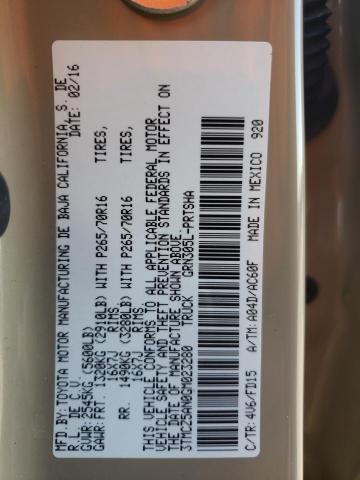 MFD.BY: TOYOTA MOTOR MANUFACTURING DE BAJA CALIFORNIA, S. DE
R. L. DE C.V. DATE: 02/16
GVWR: 2545KG (5600LB)
FRT. 1320KG (2910LB) WITH P265/70R16 TIRES,
16X7J RIMS
RR. 1490KG (3280LB) WITH P265/70R16 TIRES,
16X7J RIMS
THIS VEHICLE CONFORMS TO ALL APPLICABLE FEDERAL MOTOR
VEHICLE SAFETY AND THEFT PREVENTION STANDARDS IN EFFECT ON
THE DATE OF MANUFACTURE SHOWN ABOVE.
3TMCZ5AN0GM023280 TRUCK GRN305L-PRTSHA
C/TR: 4V6/FD15 A/TM: A04D/AC60F MADE IN MEXICO 920